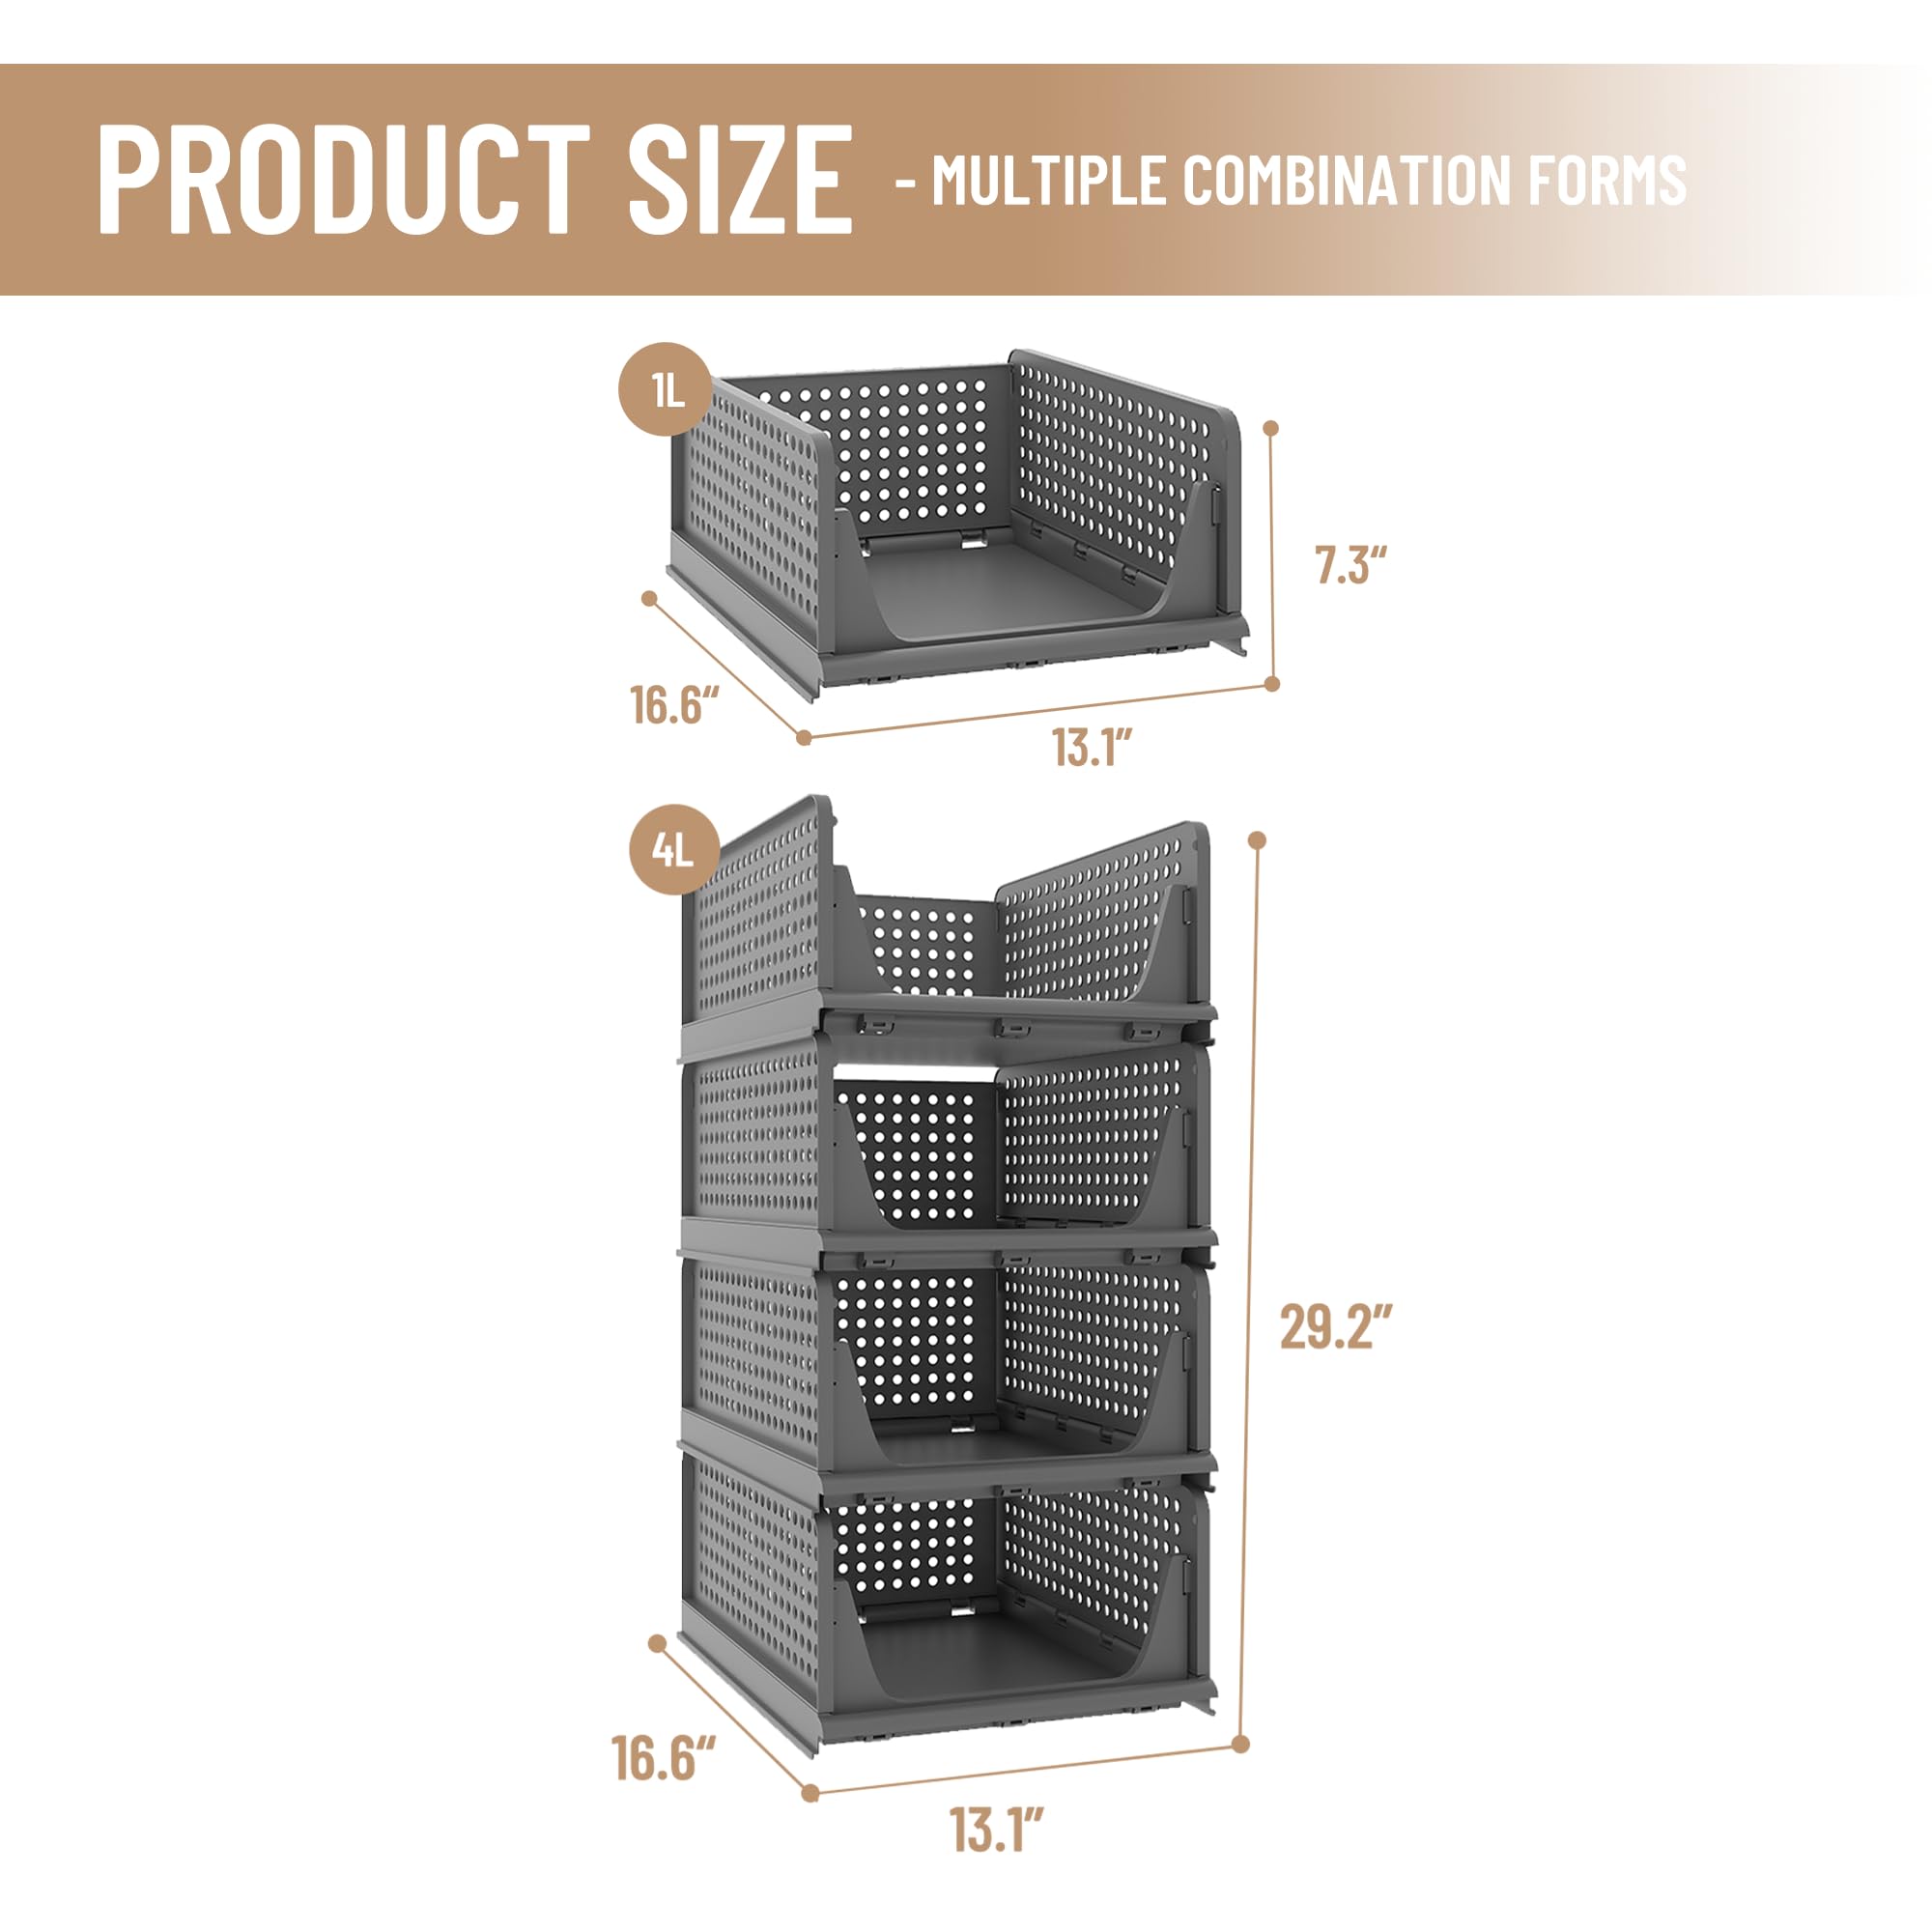 PRODUCT SIZE - MULTIPLE COMBINATION FORMS
1L
7.3"
16.6"
13.1"
4L
29.2"
16.6"
13.1"